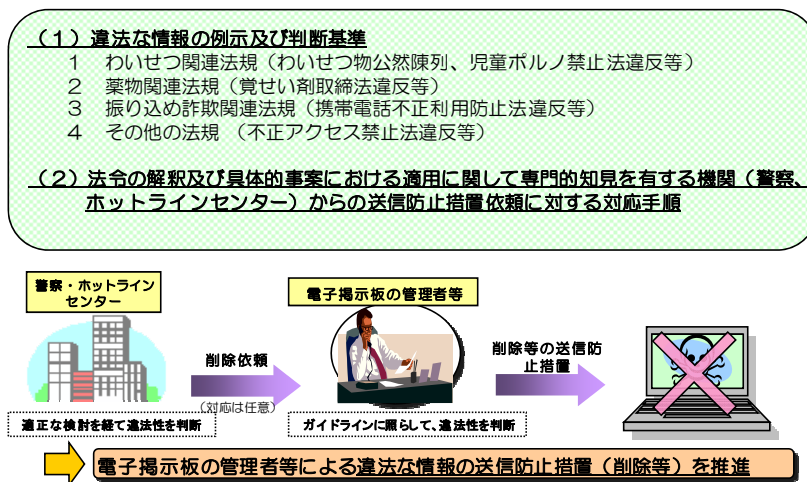 （１）違法な情報の例示及び判断基準
１　わいせつ関連法規（わいせつ物公然陳列、児童ポルノ禁止法違反等）
２　薬物関連法規（覚せい剤取締法違反等）
３　振り込め詐欺関連法規（携帯電話不正利用防止法違反等）
４　その他の法規　（不正アクセス禁止法違反等）
（２）法令の解釈及び具体的事案における適用に関して専門的知見を有する機関（警察、
ホットラインセンター）からの送信防止措置依頼に対する対応手順
警察・ホットライン
センター
電子掲示板の管理者等
削除依頼
（対応は任意）
削除等の送信防
止措置
適正な検討を経て違法性を判断
ガイドラインに照らして、違法性を判断
電子掲示板の管理者等による違法な情報の送信防止措置（削除等）を推進